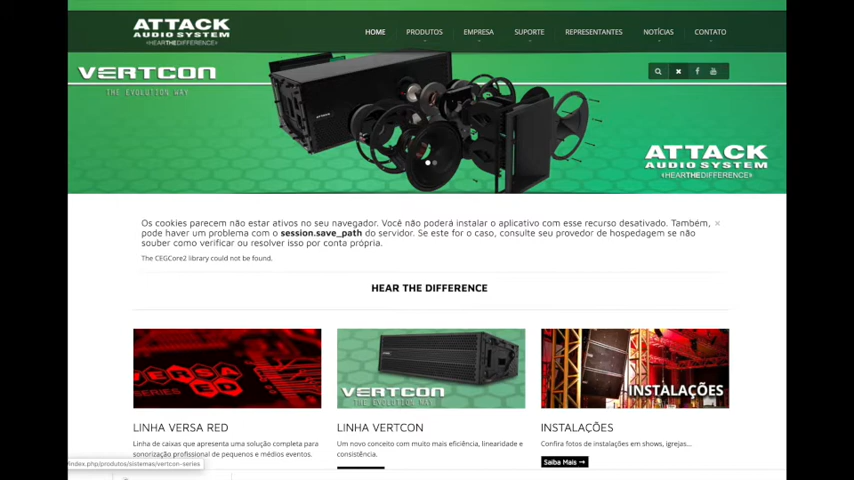 ATTACK
AUDIO SYSTEM
«HEARTHEDIFFERENCE»
HOME
PRODUTOS
EMPRESA
SUPORTE
REPRESENTANTES
NOTÍCIAS
CONTATO
VERTCON
THE EVOLUTION WAY
ATTACK
ATTACK
AUDIO SYSTEM
«HEARTHEDIFFERENCE»
Os cookies parecem não estar ativos no seu navegador. Você não poderá instalar o aplicativo com esse recurso desativado. Também,
pode haver um problema com o session.save_path do servidor. Se este for o caso, consulte seu provedor de hospedagem se não
souber como verificar ou resolver isso por conta própria.
The CEGCore2 library could not be found.
HEAR THE DIFFERENCE
VERSA
RED
SERIES
VERTCON
THE EVOLUTION WAY
INSTALAÇÕES
LINHA VERSA RED
LINHA VERTCON
INSTALAÇÕES
Linha de caixas que apresenta uma solução completa para
sonorização profissional de pequenos e médios eventos.
Um novo conceito com muito mais eficiência, linearidade e
consistência.
Confira fotos de instalações em shows, igrejas...
Saiba Mais →
/index.php/produtos/sistemas/vertcon-series